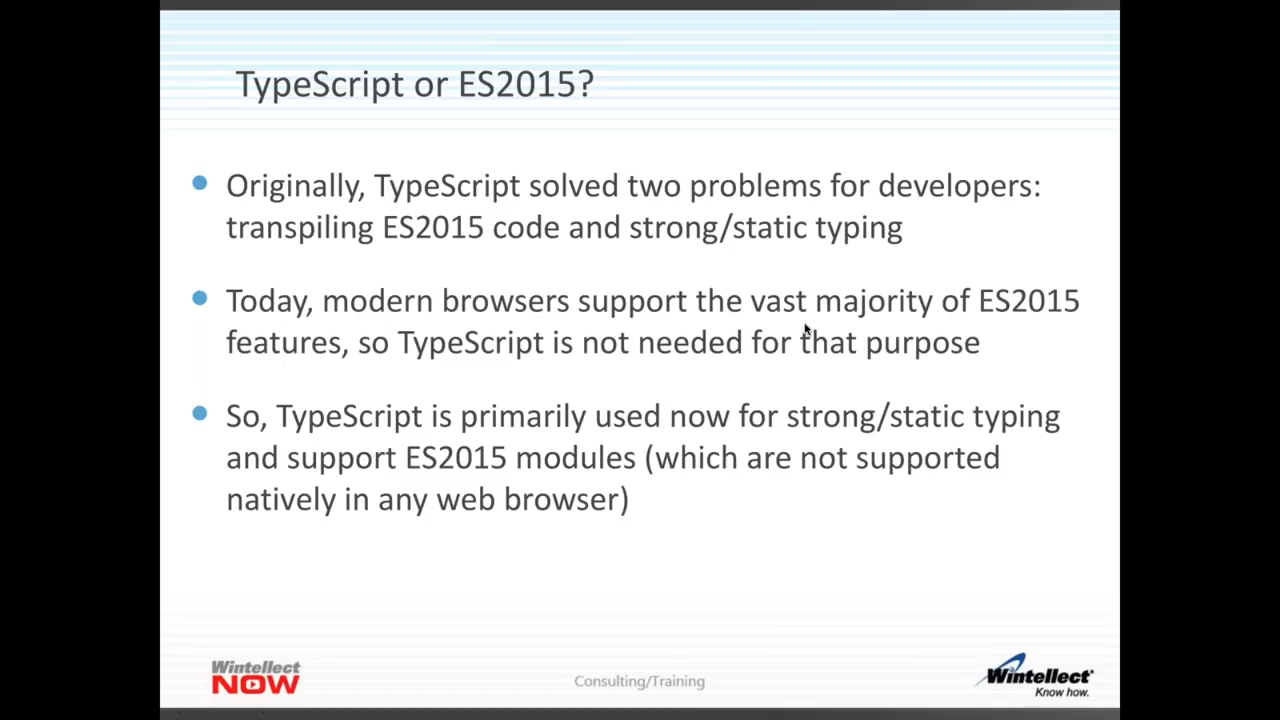 TypeScript or ES2015?
Originally, TypeScript solved two problems for developers:
transpiling ES2015 code and strong/static typing
Today, modern browsers support the vast majority of ES2015
features, so TypeScript is not needed for that purpose
So, TypeScript is primarily used now for strong/static typing
and support ES2015 modules (which are not supported
natively in any web browser)
Wintellect
NOW
Consulting/Training
Wintellect
Know how.